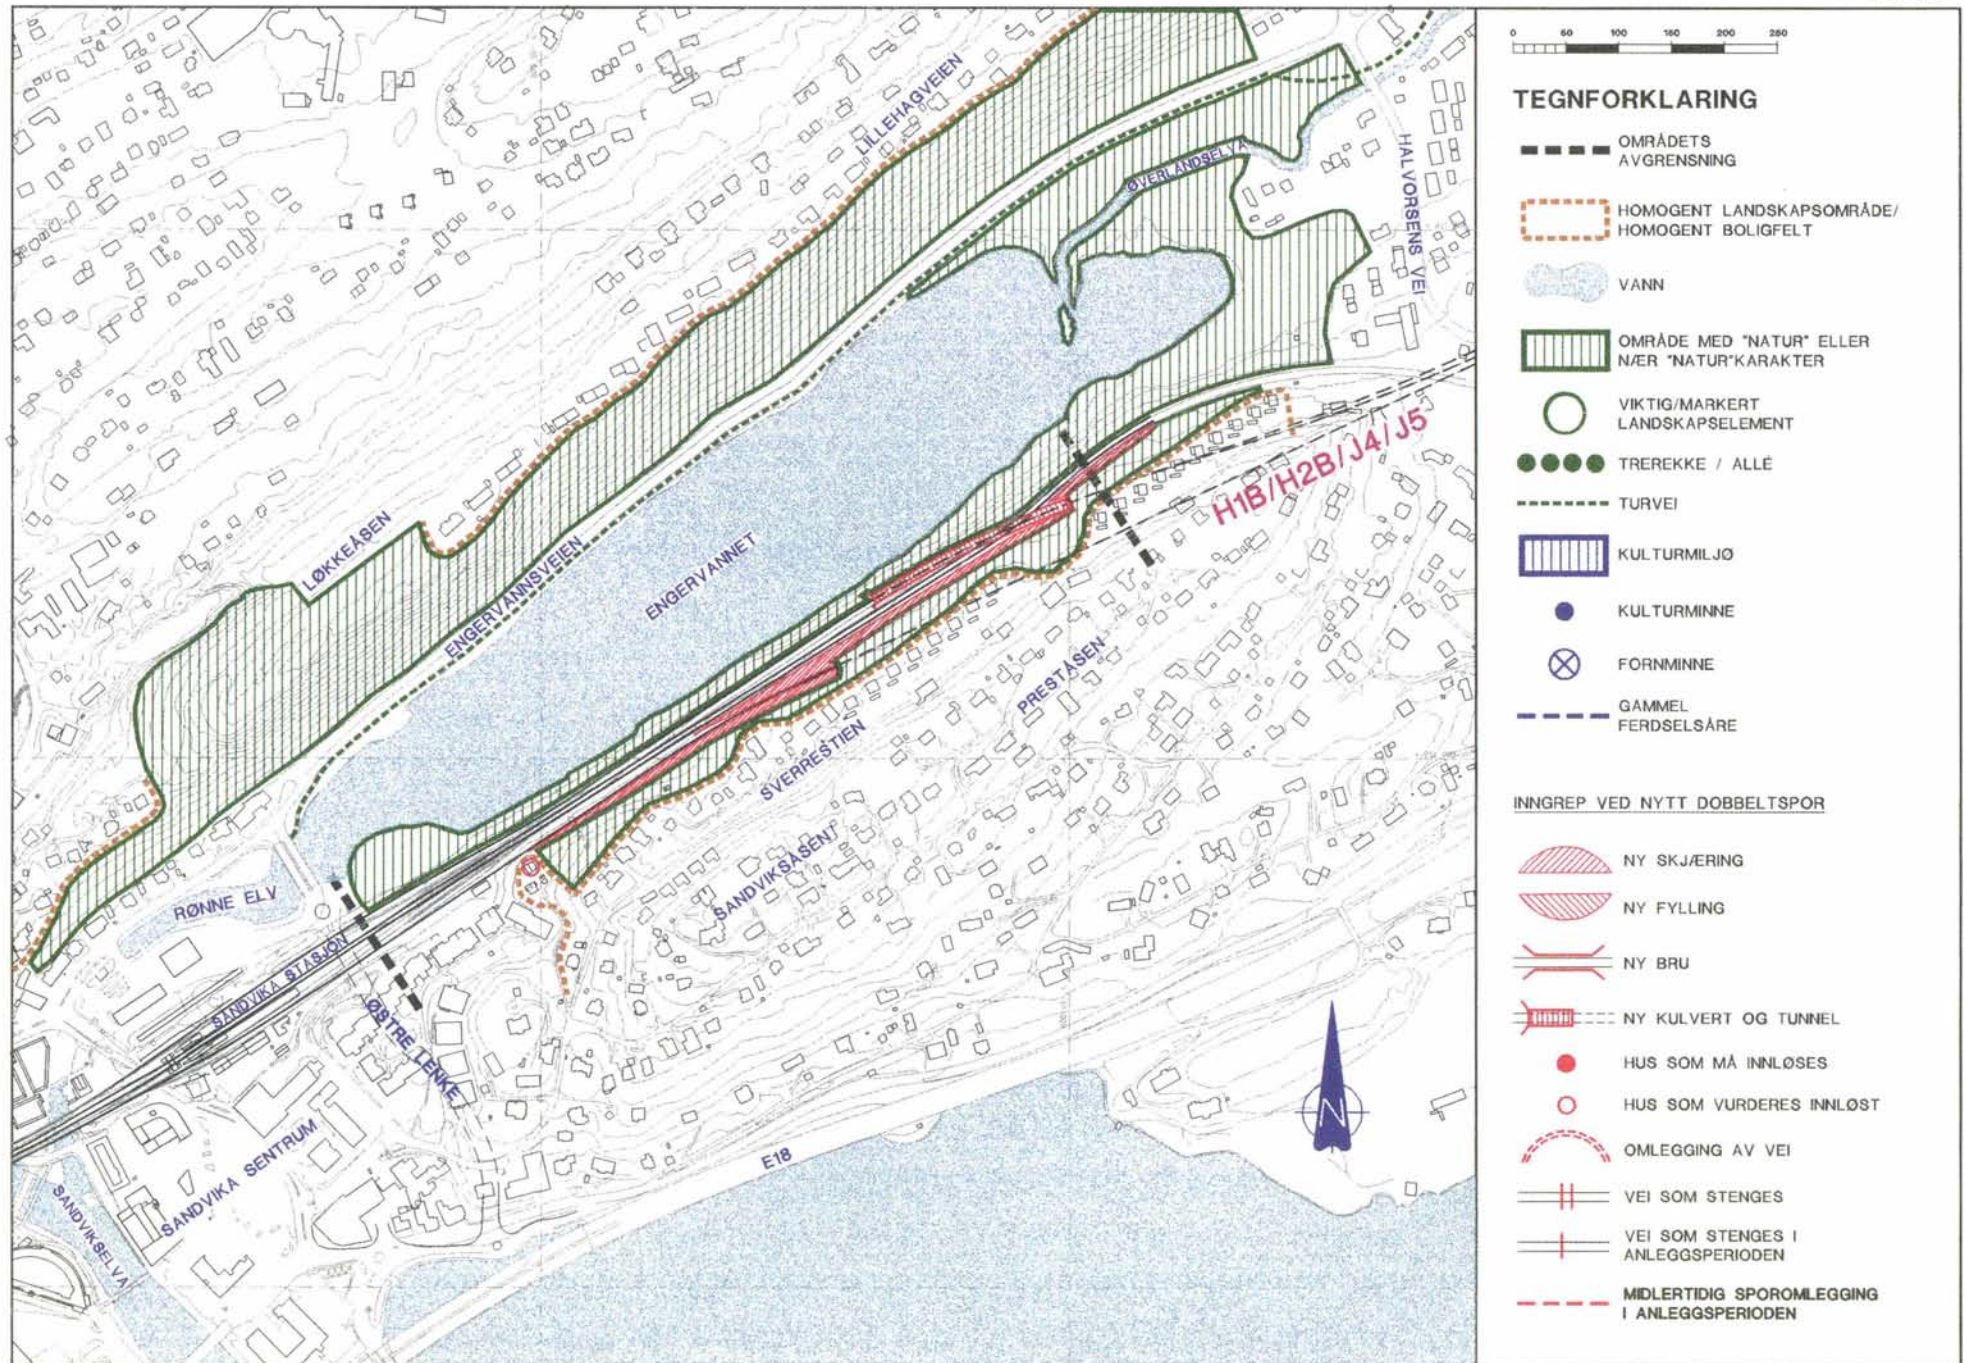 LILLEHAGVEIEN
ØVERLANDSELVA
HALVORSENS VEI
H1B/H2B/J4/J5
LØKKEÅSEN
ENGERVANNSVEIEN
ENGERVANNET
PRESTÅSEN
SVERRESTIEN
SANDVIKSÅSENT
RØNNE ELV
SANDVIKA STASJON
ØSTRE LENKE
SANDVIKA SENTRUM
SANDVIKSELVA
E18
N
0 50 100 150 200 250
TEGNFORKLARING
OMRÅDETS
AVGRENSNING
HOMOGENT LANDSKAPSOMRÅDE/
HOMOGENT BOLIGFELT
VANN
OMRÅDE MED "NATUR" ELLER
NÆR "NATUR"KARAKTER
VIKTIG/MARKERT
LANDSKAPSELEMENT
TREREKKE / ALLÉ
TURVEI
KULTURMILJØ
KULTURMINNE
FORNMINNE
GAMMEL
FERDSELSÅRE
INNGREP VED NYTT DOBBELTSPOR
NY SKJÆRING
NY FYLLING
NY BRU
NY KULVERT OG TUNNEL
HUS SOM MÅ INNLØSES
HUS SOM VURDERES INNLØST
OMLEGGING AV VEI
VEI SOM STENGES
VEI SOM STENGES I
ANLEGGSPERIODEN
MIDLERTIDIG SPOROMLEGGING
I ANLEGGSPERIODEN